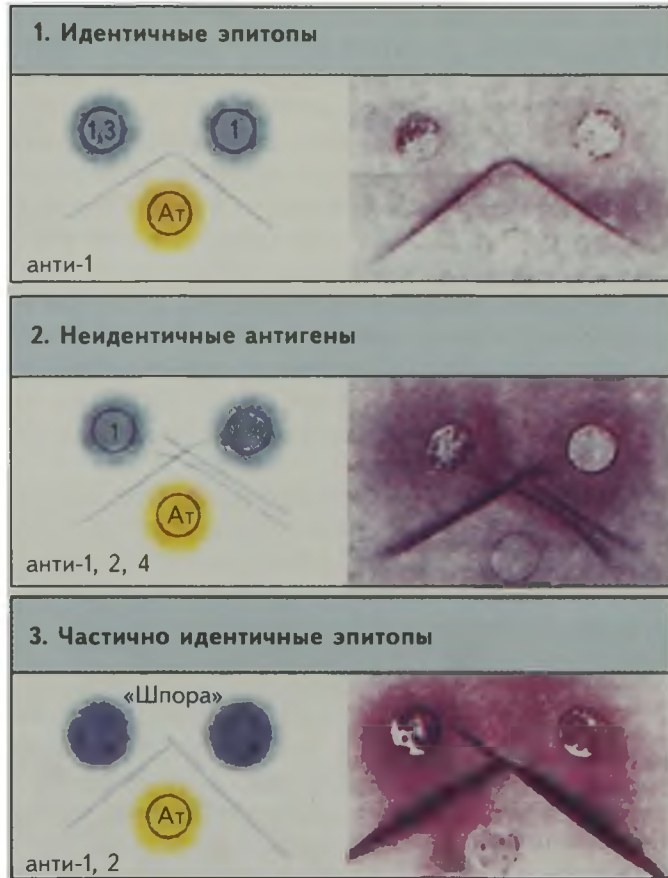 1. Идентичные эпитопы
1,3 1
Ат
анти-1
2. Неидентичные антигены
1
Ат
анти-1, 2, 4
3. Частично идентичные эпитопы
«Шпора»
Ат
анти-1, 2